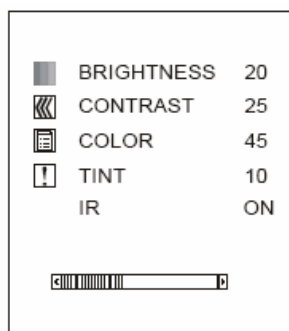 BRIGHTNESS 20
CONTRAST 25
COLOR 45
TINT 10
IR ON